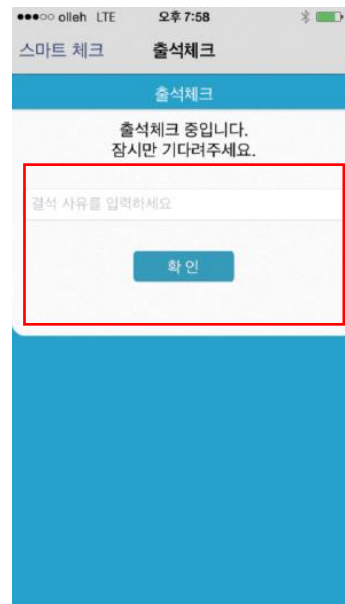 olleh LTE 오후 7:58
스마트 체크 출석체크
출석체크
출석체크 중입니다.
잠시만 기다려주세요.
결석 사유를 입력하세요
확인